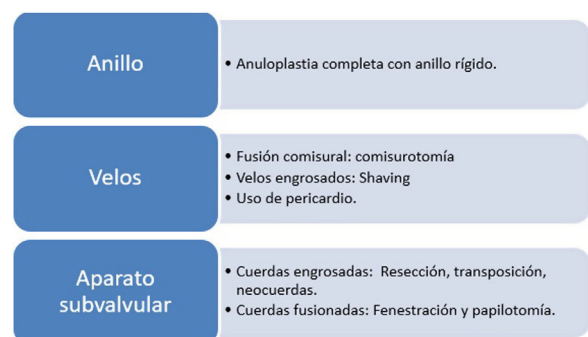 Anillo
• Anuloplastia completa con anillo rígido.
Velos
• Fusión comisural: comisurotomía
• Velos engrosados: Shaving
• Uso de pericardio.
Aparato
subvalvular
• Cuerdas engrosadas: Resección, transposición,
neocuerdas.
• Cuerdas fusionadas: Fenestración y papilotomía.